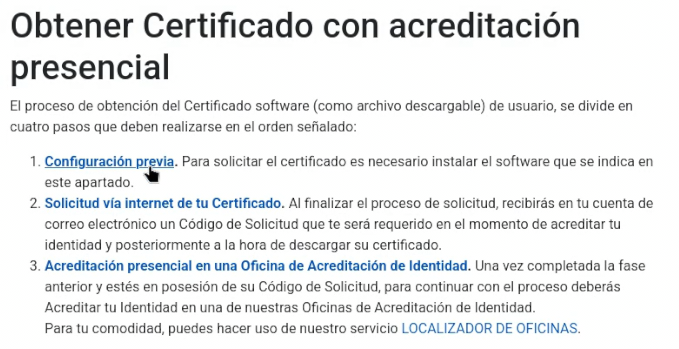 Obtener Certificado con acreditación
presencial
El proceso de obtención del Certificado software (como archivo descargable) de usuario, se divide en
cuatro pasos que deben realizarse en el orden señalado:
1. Configuración previa. Para solicitar el certificado es necesario instalar el software que se indica en
este apartado.
2. Solicitud vía internet de tu Certificado. Al finalizar el proceso de solicitud, recibirás en tu cuenta de
correo electrónico un Código de Solicitud que te será requerido en el momento de acreditar tu
identidad y posteriormente a la hora de descargar su certificado.
3. Acreditación presencial en una Oficina de Acreditación de Identidad. Una vez completada la fase
anterior y estés en posesión de su Código de Solicitud, para continuar con el proceso deberás
Acreditar tu Identidad en una de nuestras Oficinas de Acreditación de Identidad.
Para tu comodidad, puedes hacer uso de nuestro servicio LOCALIZADOR DE OFICINAS.